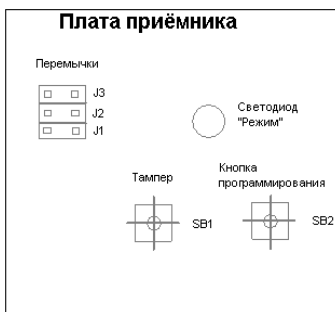 Плата приёмника
Перемычки
J3
J2
J1
Светодиод
"Режим"
Тампер
SB1
Кнопка
программирования
SB2